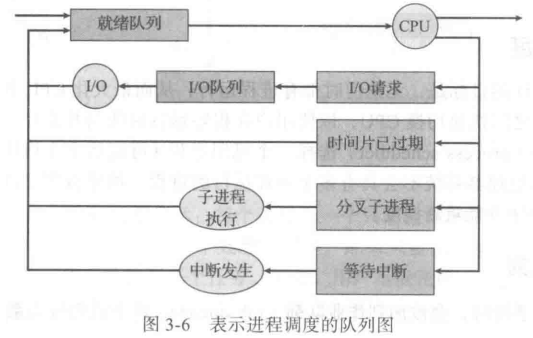 就绪队列
CPU
I/O
I/O队列
I/O请求
时间片已过期
子进程
执行
分叉子进程
中断发生
等待中断
图 3-6 表示进程调度的队列图